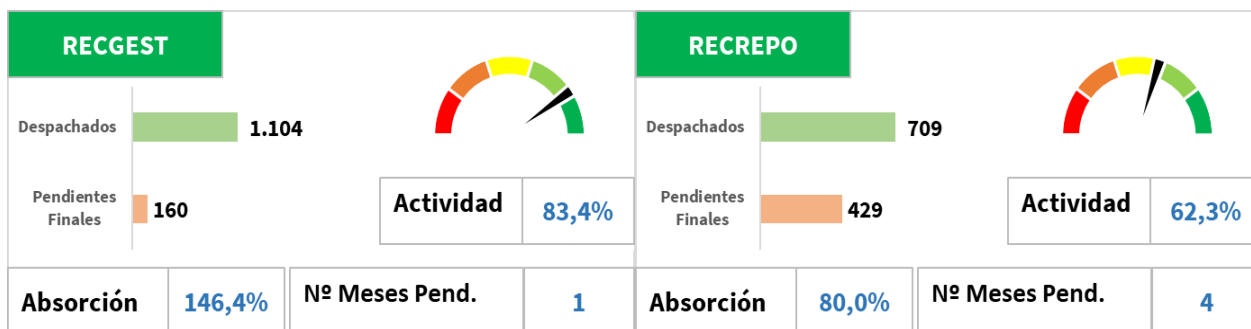 RECGEST
Despachados 1.104
Pendientes
Finales
160
Actividad 83,4%
Absorción 146,4% Nº Meses Pend. 1
RECREPO
Despachados 709
Pendientes
Finales
429
Actividad 62,3%
Absorción 80,0% Nº Meses Pend. 4